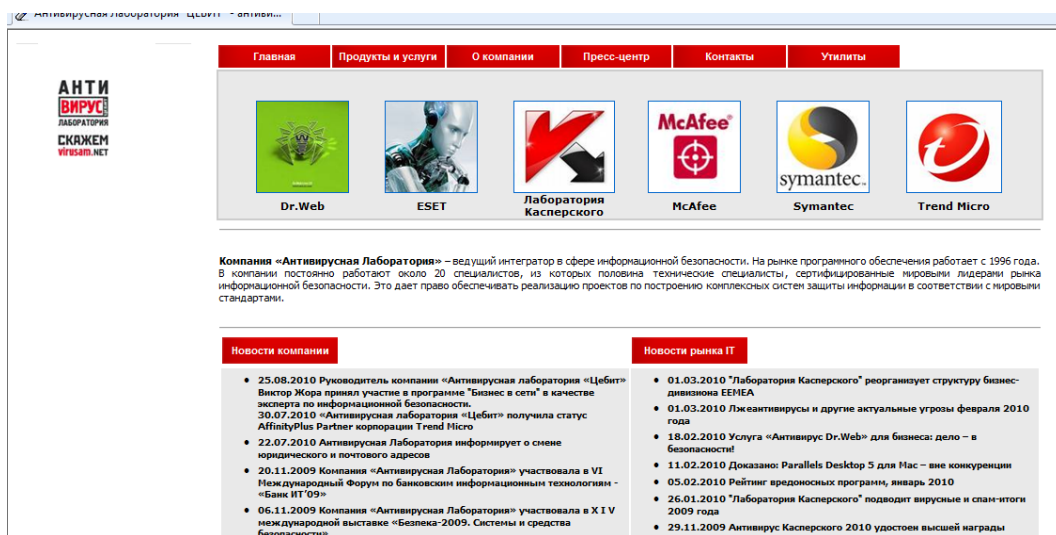 Антивирусная Лаборатория "ЦЕБИТ" - антиви...
Главная
Продукты и услуги
О компании
Пресс-центр
Контакты
Утилиты
АНТИ
ВИРУС
ЛАБОРАТОРИЯ
СКАЖЕМ
virusam.NET
McAfee
symantec.
Dr.Web
ESET
Лаборатория
Касперского
McAfee
Symantec
Trend Micro
Компания «Антивирусная Лаборатория» – ведущий интегратор в сфере информационной безопасности. На рынке программного обеспечения работает с 1996 года.
В компании постоянно работают около 20 специалистов, из которых половина технические специалисты, сертифицированные мировыми лидерами рынка
информационной безопасности. Это дает право обеспечивать реализацию проектов по построению комплексных систем защиты информации в соответствии с мировыми
стандартами.
Новости компании
25.08.2010 Руководитель компании «Антивирусная лаборатория «Цебит»
Виктор Жора принял участие в программе "Бизнес в сети" в качестве
эксперта по информационной безопасности.
30.07.2010 «Антивирусная лаборатория «Цебит» получила статус
AffinityPlus Partner корпорации Trend Micro
22.07.2010 Антивирусная Лаборатория информирует о смене
юридического и почтового адресов
20.11.2009 Компания «Антивирусная Лаборатория» участвовала в VI
Международный Форум по банковским информационным технологиям -
«Банк ИТ'09»
06.11.2009 Компания «Антивирусная Лаборатория» участвовала в X I V
международной выставке «Безпека-2009. Системы и средства
безопасности»
Новости рынка IT
01.03.2010 "Лаборатория Касперского" реорганизует структуру бизнес-
дивизиона EEMEA
01.03.2010 Лжеантивирусы и другие актуальные угрозы февраля 2010
года
18.02.2010 Услуга «Антивирус Dr.Web» для бизнеса: дело – в
безопасности!
11.02.2010 Доказано: Parallels Desktop 5 для Mac – вне конкуренции
05.02.2010 Рейтинг вредоносных программ, январь 2010
26.01.2010 "Лаборатория Касперского" подводит вирусные и спам-итоги
2009 года
29.11.2009 Антивирус Касперского 2010 удостоен высшей награды